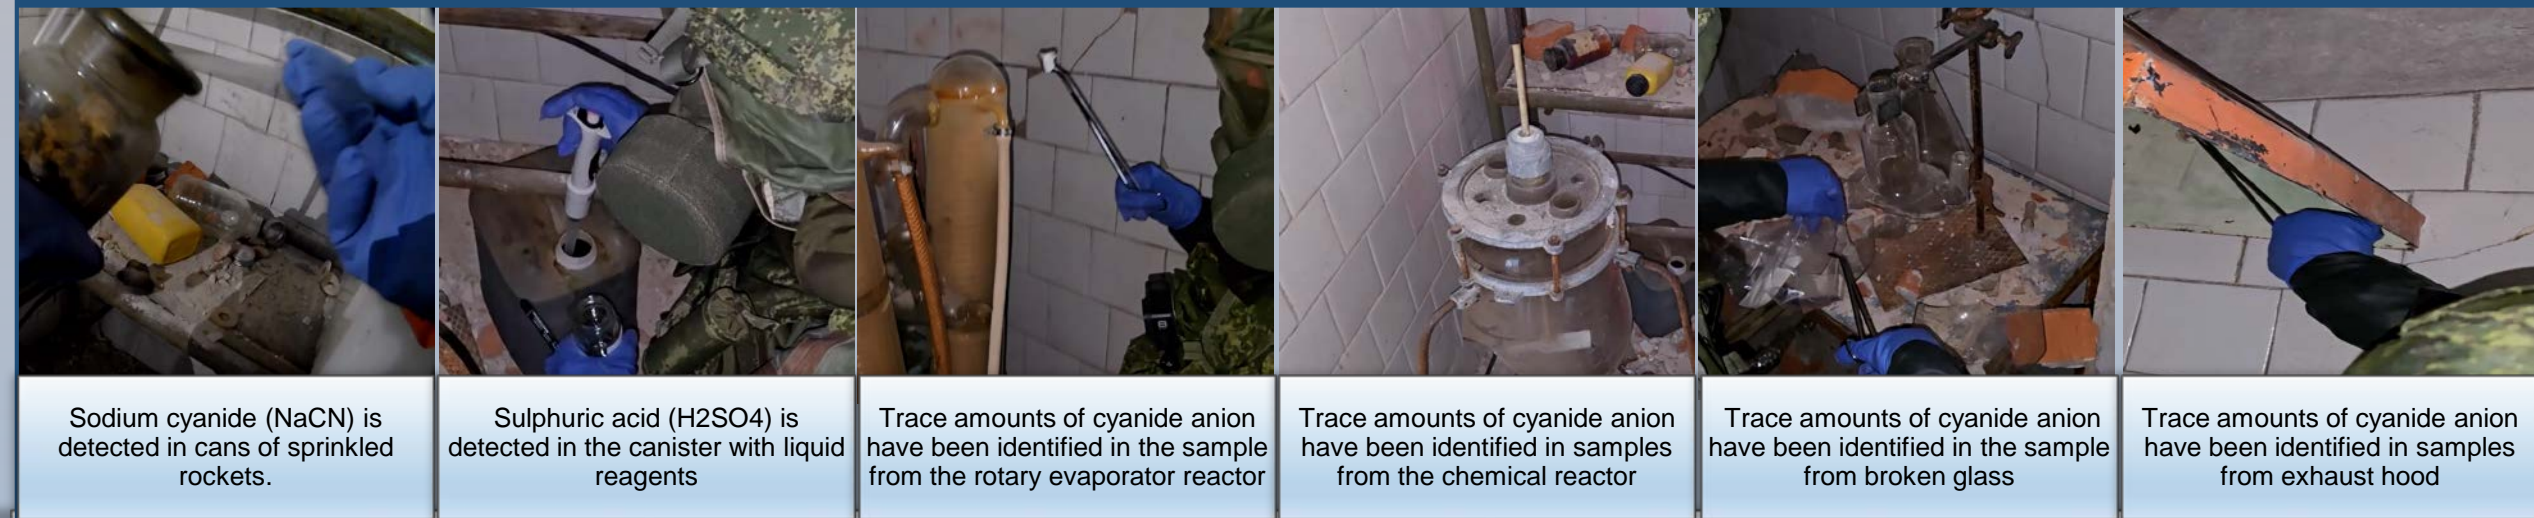 Sodium cyanide (NaCN) is
detected in cans of sprinkled
rockets.
Sulphuric acid (H2SO4) is
detected in the canister with liquid
reagents
Trace amounts of cyanide anion
have been identified in the sample
from the rotary evaporator reactor
Trace amounts of cyanide anion
have been identified in samples
from the chemical reactor
Trace amounts of cyanide anion
have been identified in the sample
from broken glass
Trace amounts of cyanide anion
have been identified in samples
from exhaust hood